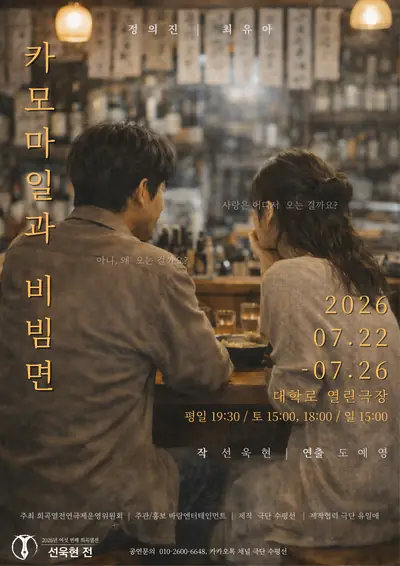 정의진 | 최유아
카모마일과 비빔면
사랑은 어디서 오는 걸까요?
아니, 왜 오는 걸까요?
2026
07.22
-07.26
대학로 열린극장
평일 19:30 / 토 15:00, 18:00 / 일 15:00
작 선욱현 | 연출 도예영
주최 희곡열전연극제운영위원회 | 주관/홍보 바람엔터테인먼트 | 제작 극단 수평선 | 제작협력 극단 유일에
2026년 여섯 번째 희곡열전
선욱현 전
공연문의 010-2600-6648, 카카오톡 채널 극단 수평선